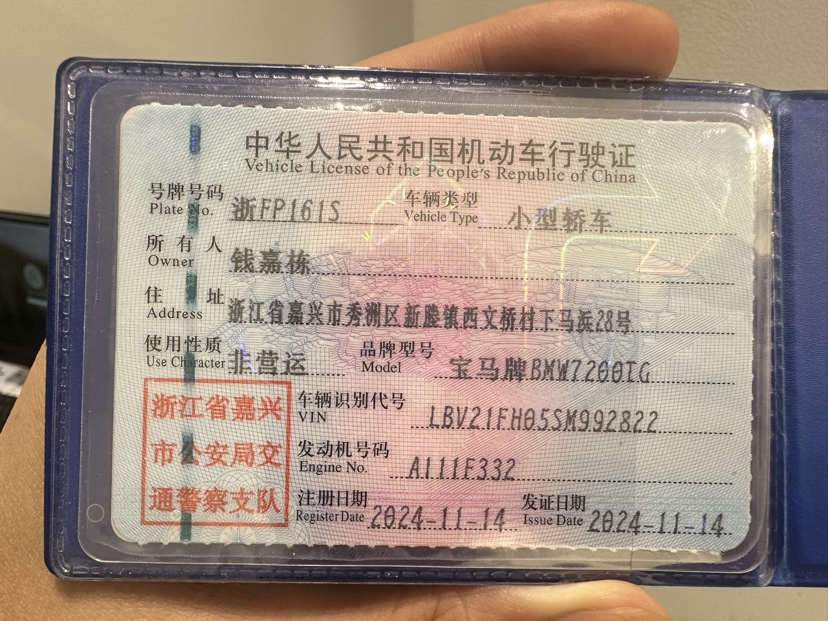 中华人民共和国机动车行驶证
Vehicle License of the People's Republic of China
号牌号码 浙FP161S 车辆类型 小型轿车
Plate No. Vehicle Type
所有人 钱嘉栋
Owner
住址 浙江省嘉兴市秀洲区新塍镇西文桥村下马浜28号
Address
使用性质 非营运 品牌型号 宝马牌BMW7200TG
Use Character Model
浙江省嘉兴 车辆识别代号 LBV21FH05SM992822
VIN
市公安局交 发动机号码 A111F332
Engine No.
通警察支队 注册日期 2024-11-14 发证日期 2024-11-14
Register Date Issue Date